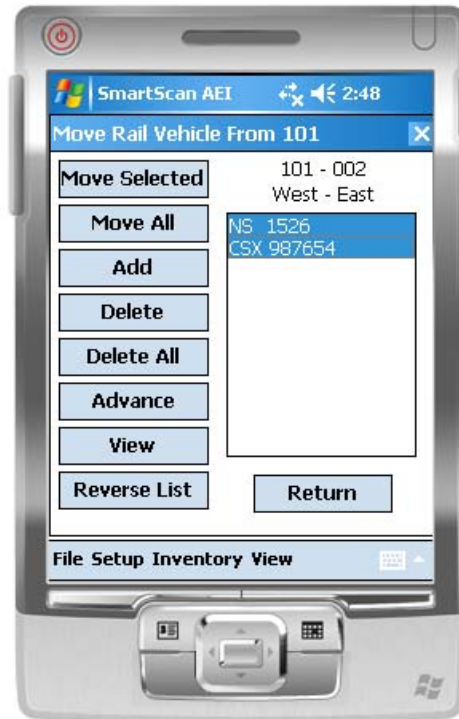 SmartScan AEI 2:48
Move Rail Vehicle From 101
Move Selected
Move All
Add
Delete
Delete All
Advance
View
Reverse List
101 - 002
West - East
NS 1526
CSX 987654
Return
File Setup Inventory View